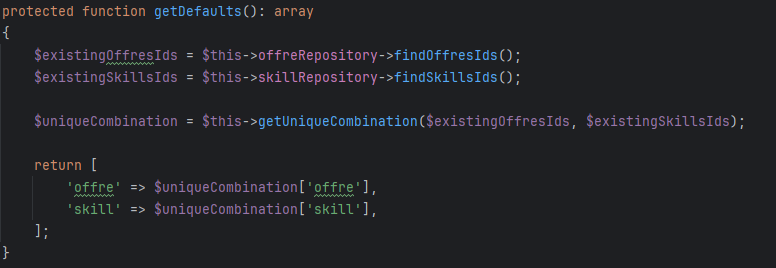 protected function getDefaults(): array
{
    $existingOffresIds = $this->offreRepository->findOffresIds();
    $existingSkillsIds = $this->skillRepository->findSkillsIds();

    $uniqueCombination = $this->getUniqueCombination($existingOffresIds, $existingSkillsIds);

    return [
        'offre' => $uniqueCombination['offre'],
        'skill' => $uniqueCombination['skill'],
    ];
}